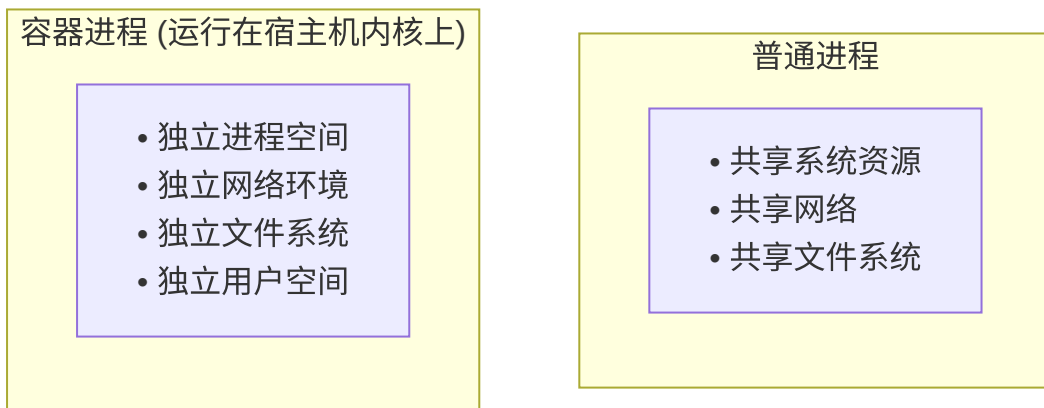 容器进程 (运行在宿主机内核上)
• 独立进程空间
• 独立网络环境
• 独立文件系统
• 独立用户空间
普通进程
• 共享系统资源
• 共享网络
• 共享文件系统